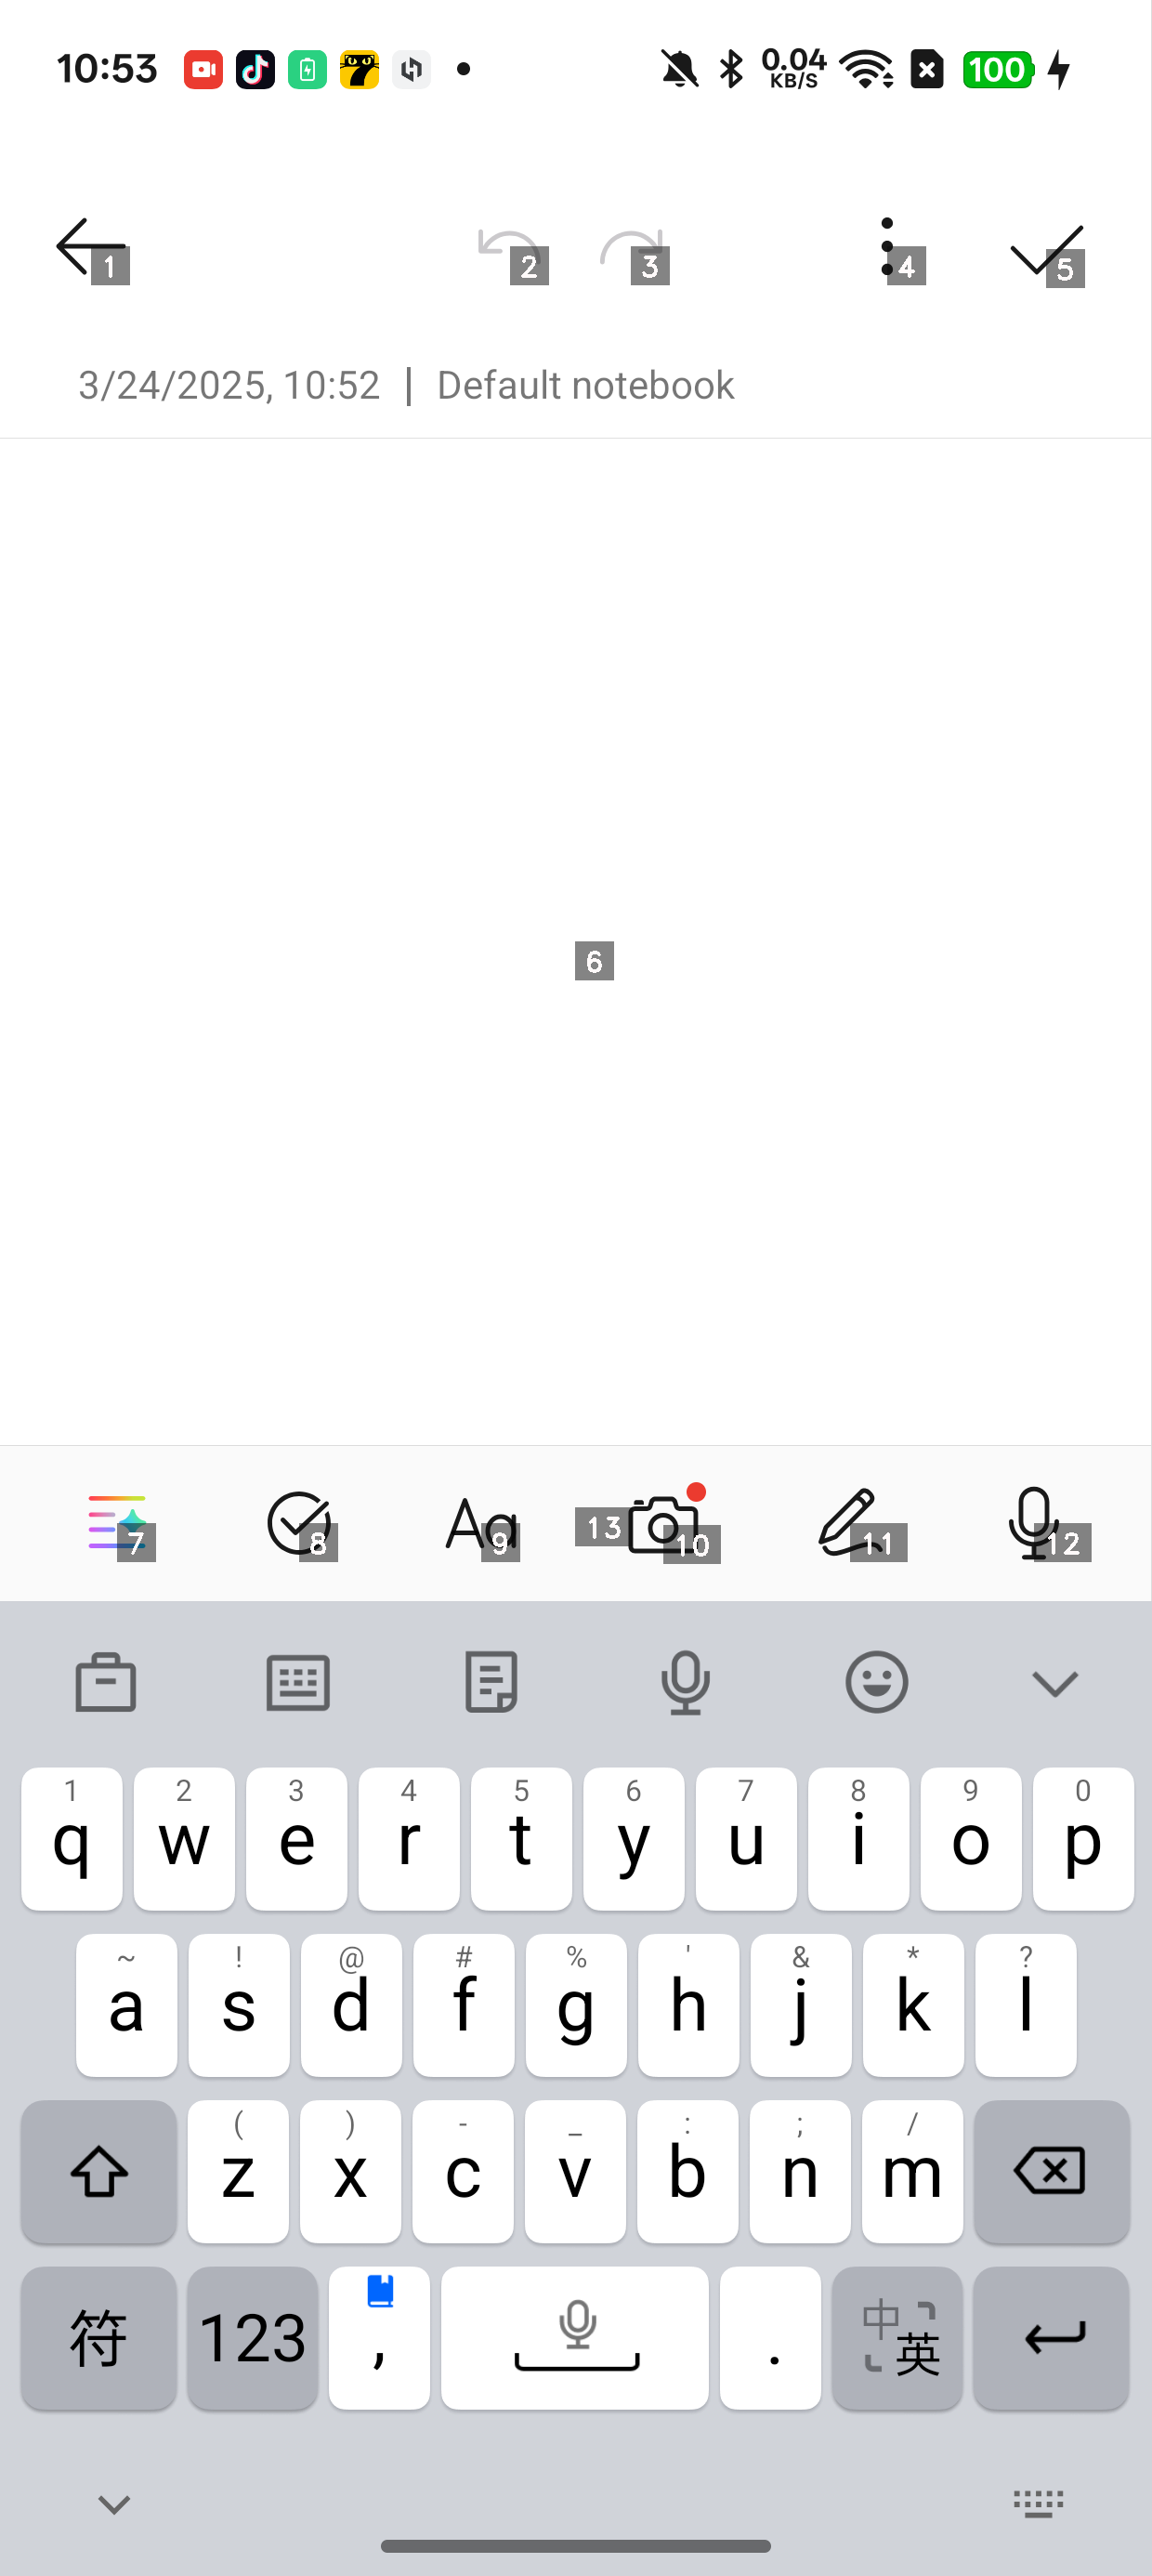 10:53
0.04
KB/S
100
1
2
3
4
5
3/24/2025, 10:52 | Default notebook
6
7
8
Aa 9
13
10
11
12
1 2 3 4 5 6 7 8 9 0
q w e r t y u i o p
~ ! @ # % ' & * ?
a s d f g h j k l
( ) - _ : ; /
z x c v b n m
符 123 , . 中 英